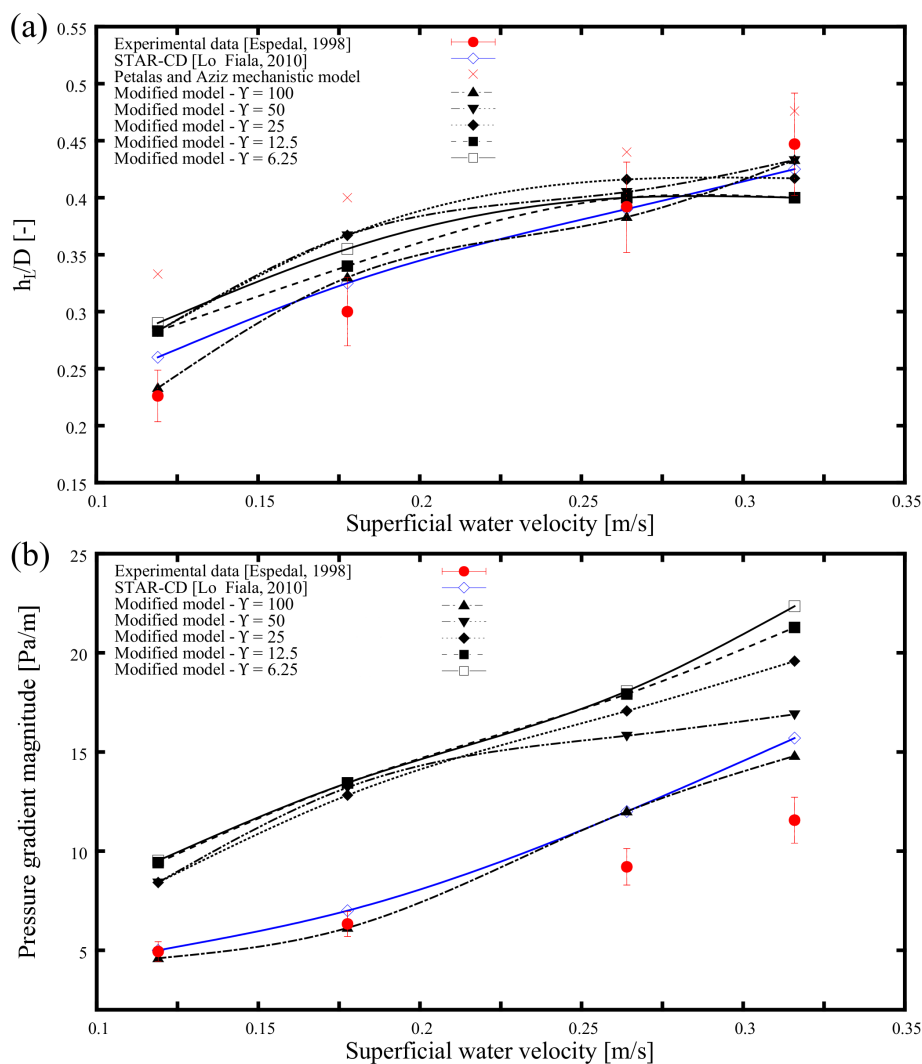 (a)
0.55
0.5
0.45
0.4
0.35
0.3
0.25
0.2
0.15
h_L/D [-]
Experimental data [Espedal, 1998]
STAR-CD [Lo Fiala, 2010]
Petalas and Aziz mechanistic model
Modified model - ϒ = 100
Modified model - ϒ = 50
Modified model - ϒ = 25
Modified model - ϒ = 12.5
Modified model - ϒ = 6.25
0.1 0.15 0.2 0.25 0.3 0.35
Superficial water velocity [m/s]
(b)
25
20
15
10
5
Pressure gradient magnitude [Pa/m]
Experimental data [Espedal, 1998]
STAR-CD [Lo Fiala, 2010]
Modified model - ϒ = 100
Modified model - ϒ = 50
Modified model - ϒ = 25
Modified model - ϒ = 12.5
Modified model - ϒ = 6.25
0.1 0.15 0.2 0.25 0.3 0.35
Superficial water velocity [m/s]